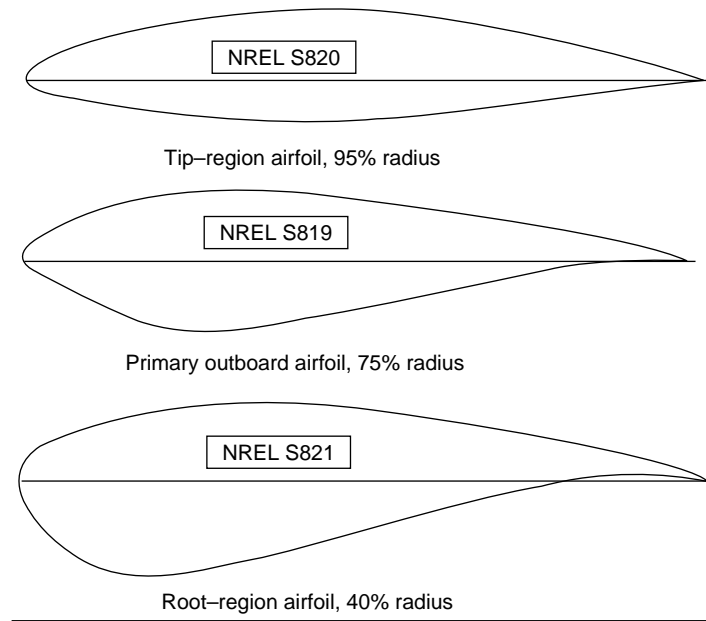 NREL S820
Tip–region airfoil, 95% radius
NREL S819
Primary outboard airfoil, 75% radius
NREL S821
Root–region airfoil, 40% radius